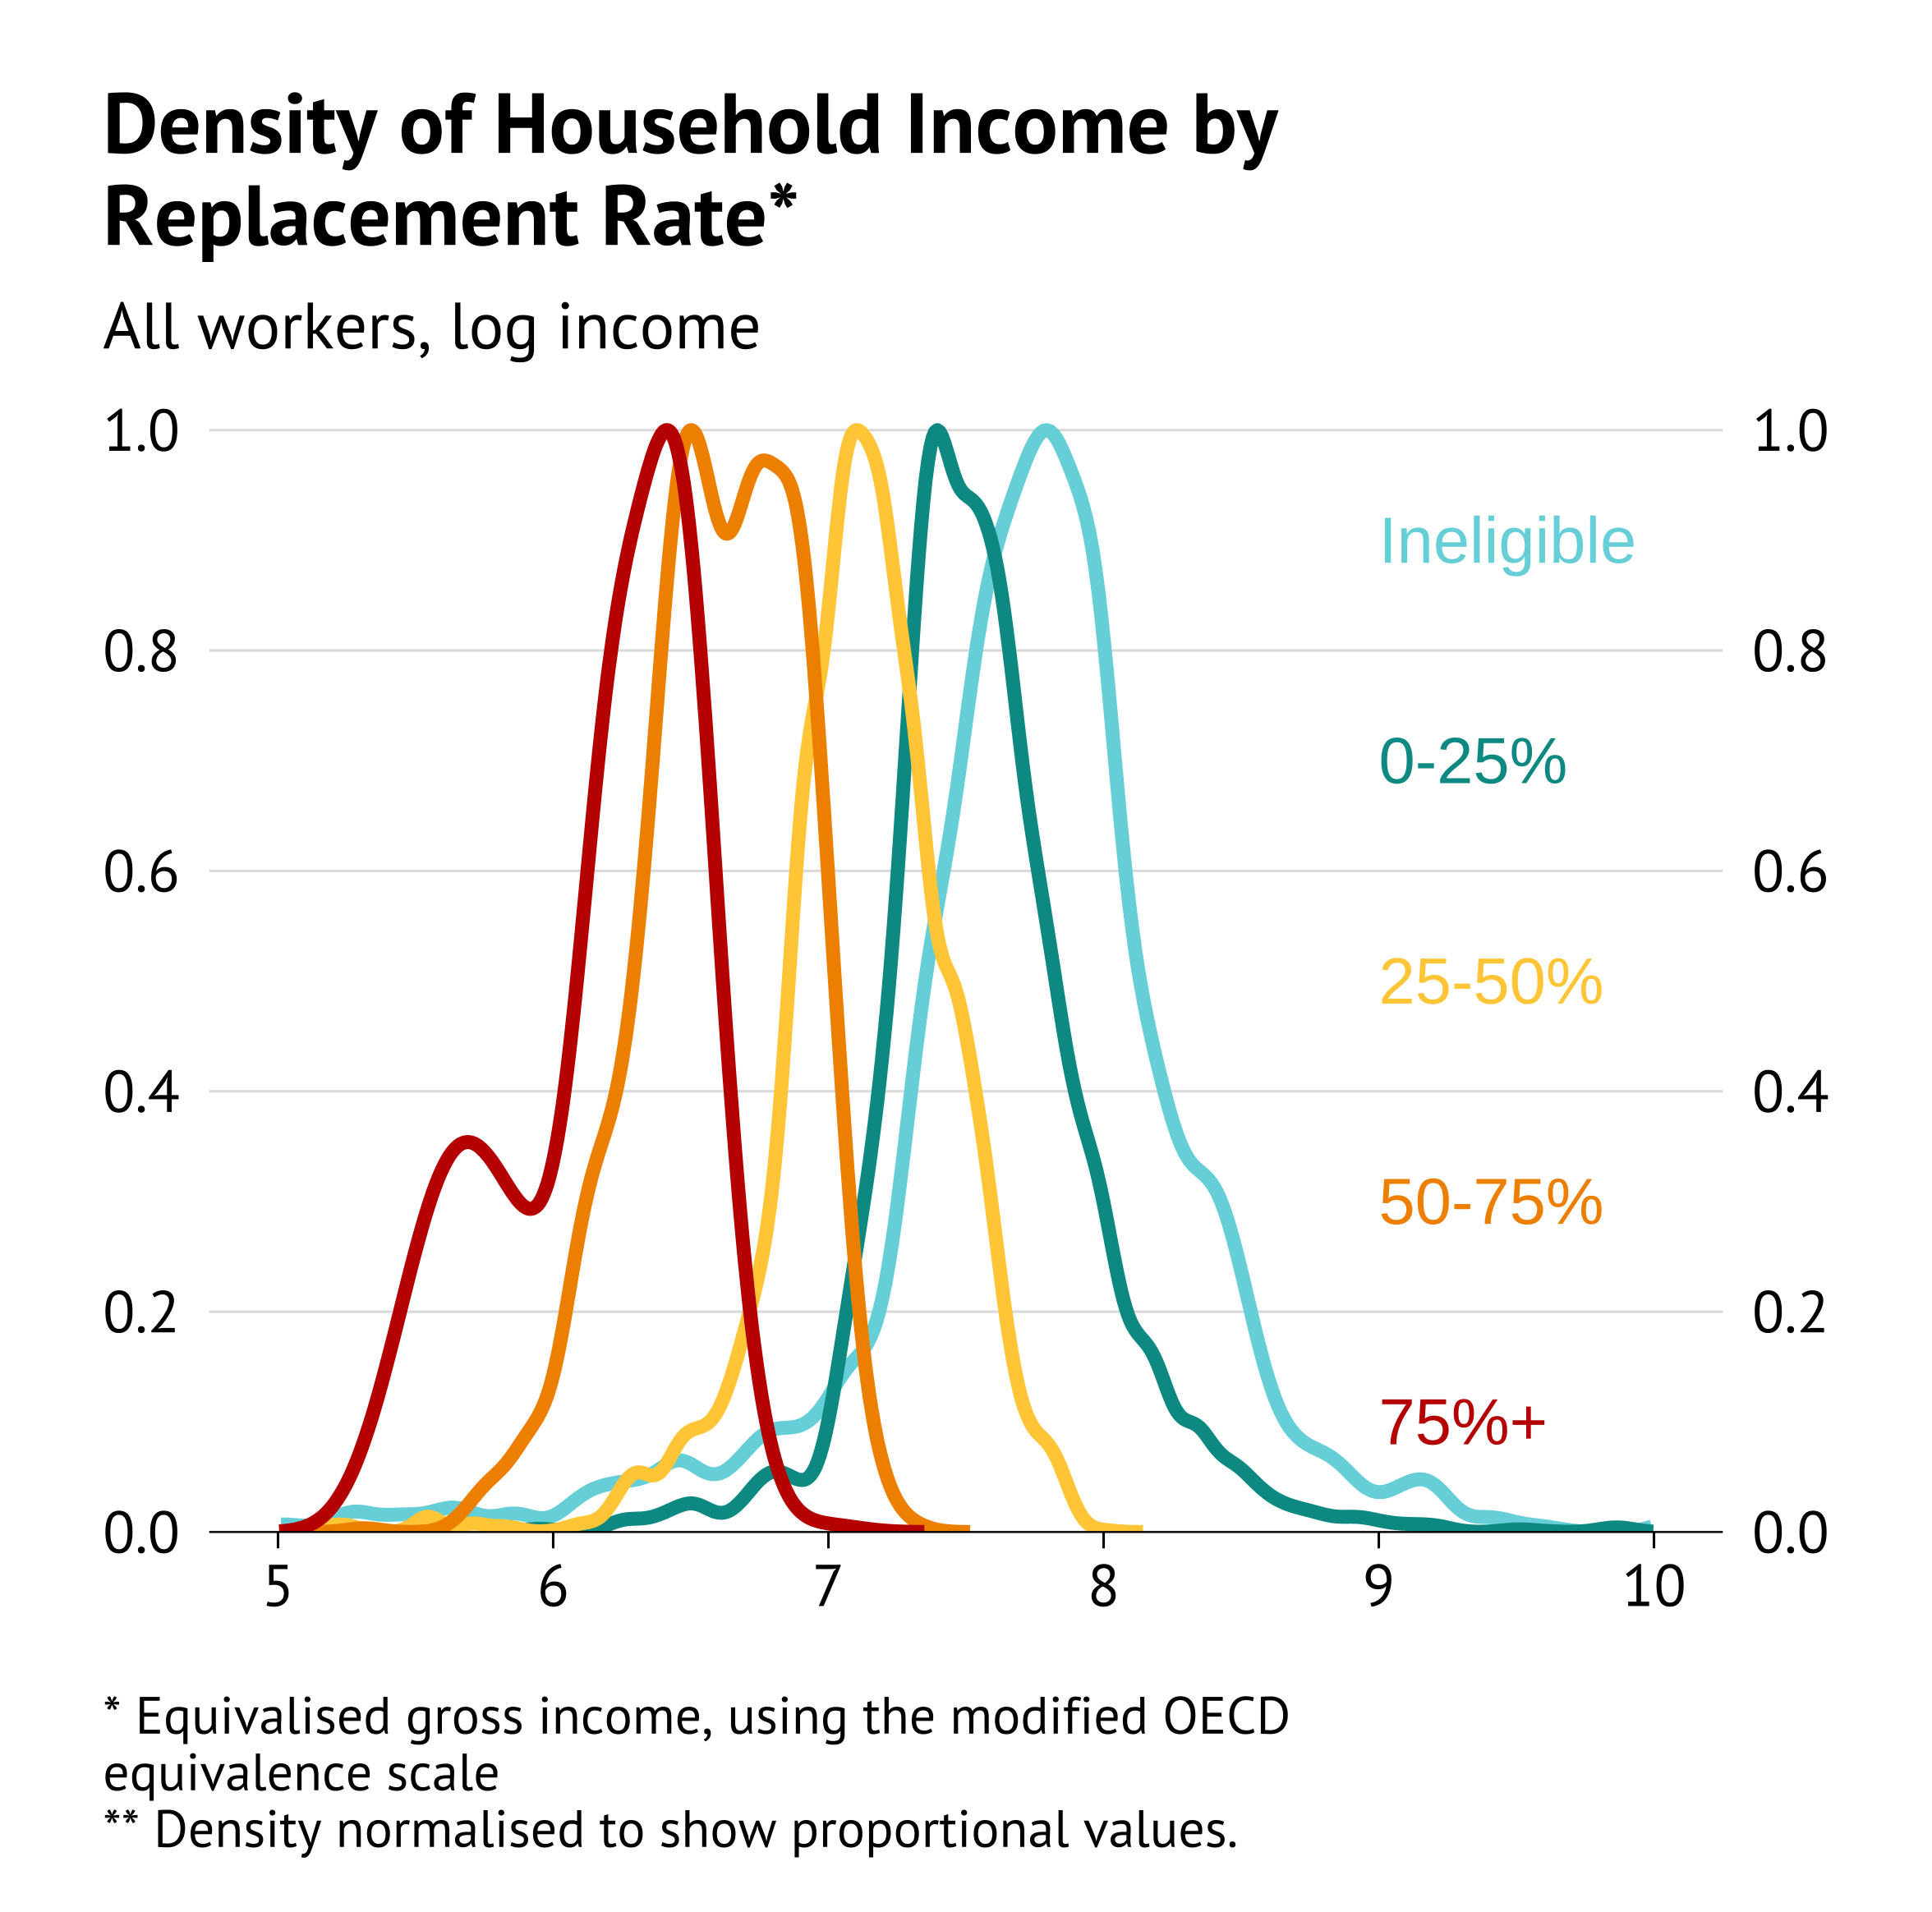 Density of Household Income by
Replacement Rate*
All workers, log income
1.0 1.0
Ineligible
0.8 0.8
0-25%
0.6 0.6
25-50%
0.4 0.4
50-75%
0.2 0.2
75%+
0.0 0.0
5 6 7 8 9 10
* Equivalised gross income, using the modified OECD
equivalence scale
** Density normalised to show proportional values.